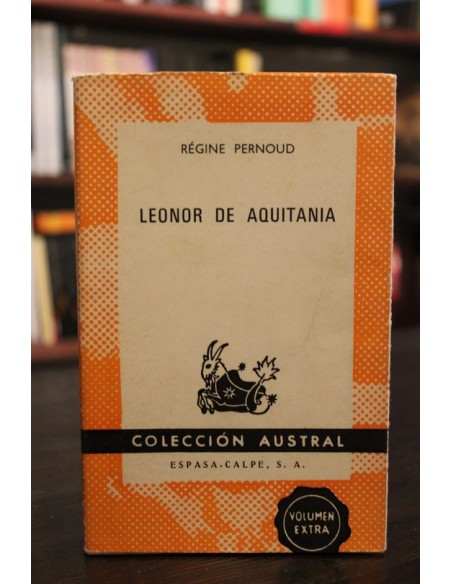 RÉGINE PERNOUD
LEONOR DE AQUITANIA
COLECCIÓN AUSTRAL
ESPASA-CALPE, S. A.
VOLUMEN
EXTRA